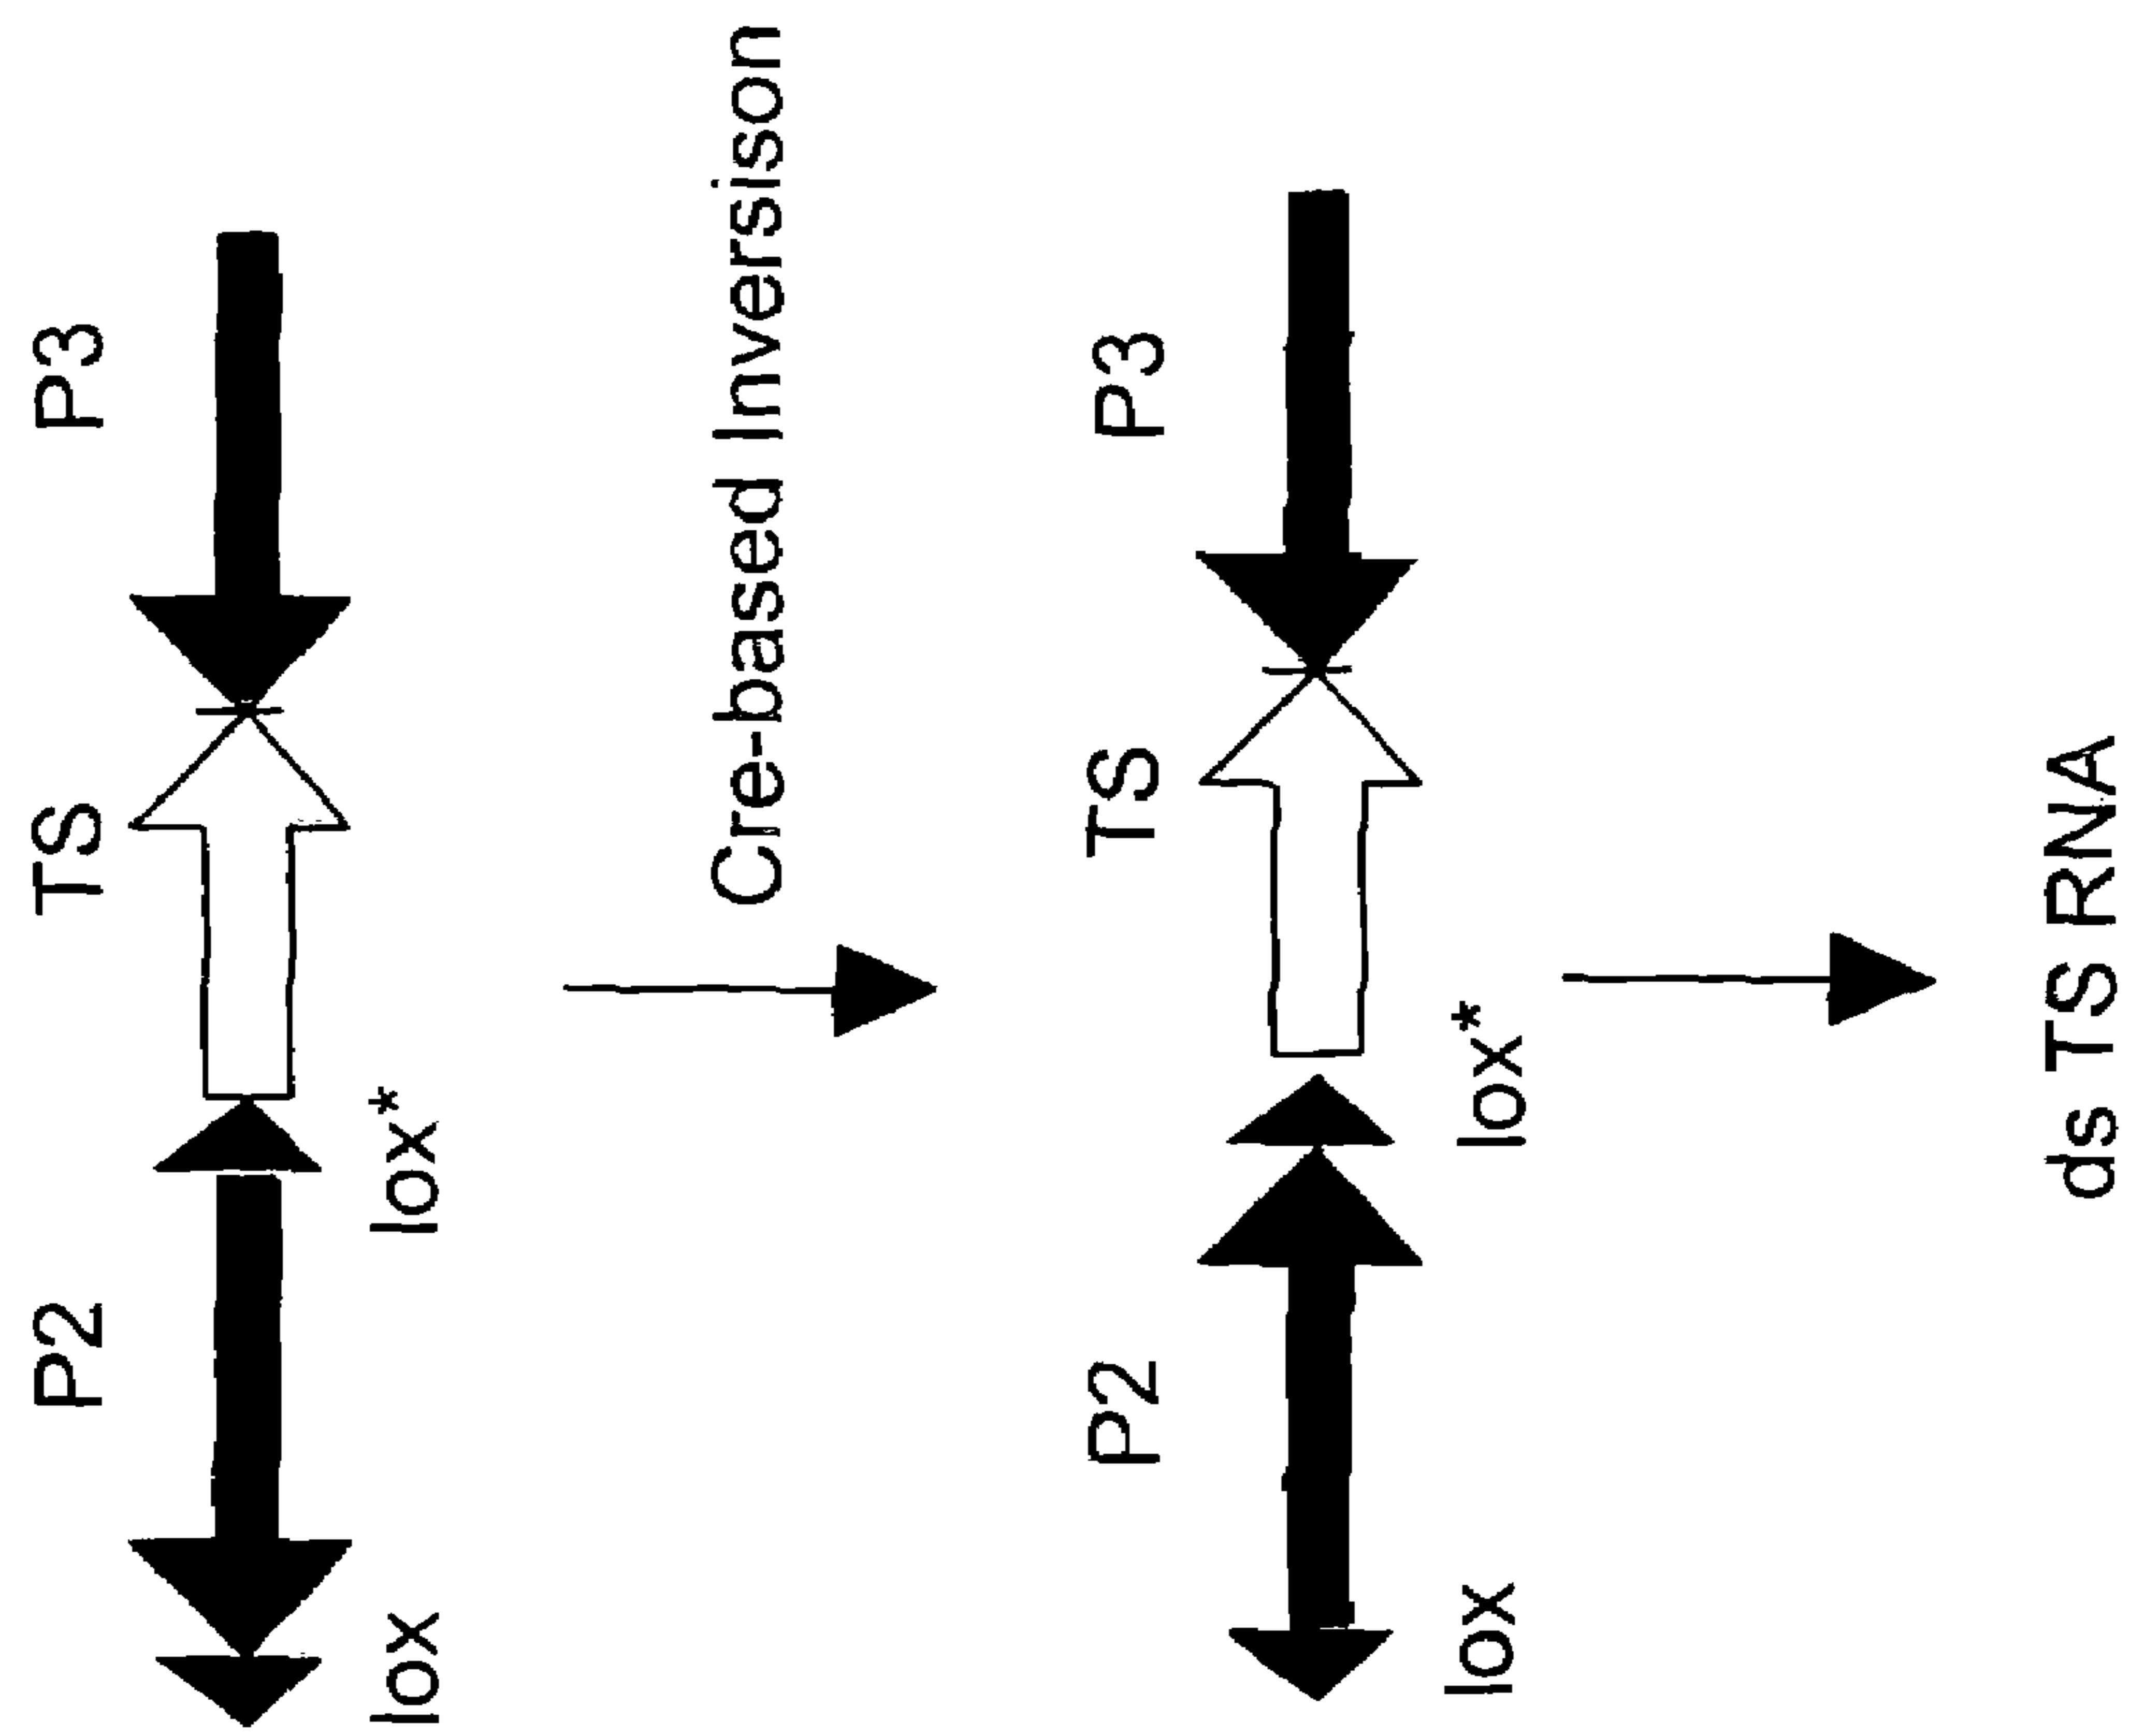 P2 TS P3
lox lox*
Cre-based Inversison
P2 TS P3
lox lox*
ds TS RNA